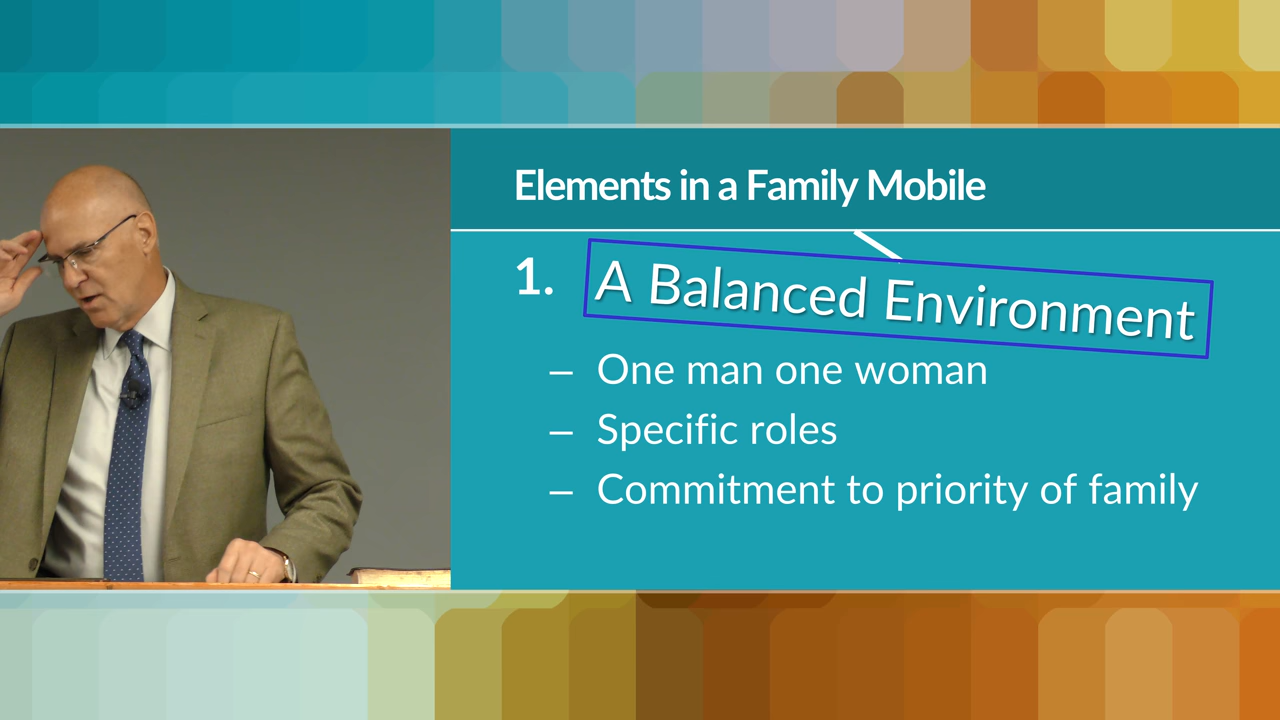 Elements in a Family Mobile
1. A Balanced Environment
– One man one woman
– Specific roles
– Commitment to priority of family